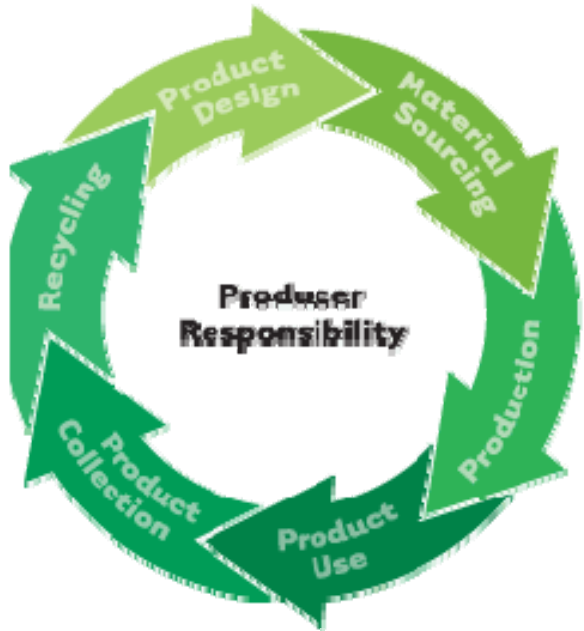 Product
Design
Material
Sourcing
Production
Product
Use
Product
Collection
Recycling
Producer
Responsibility